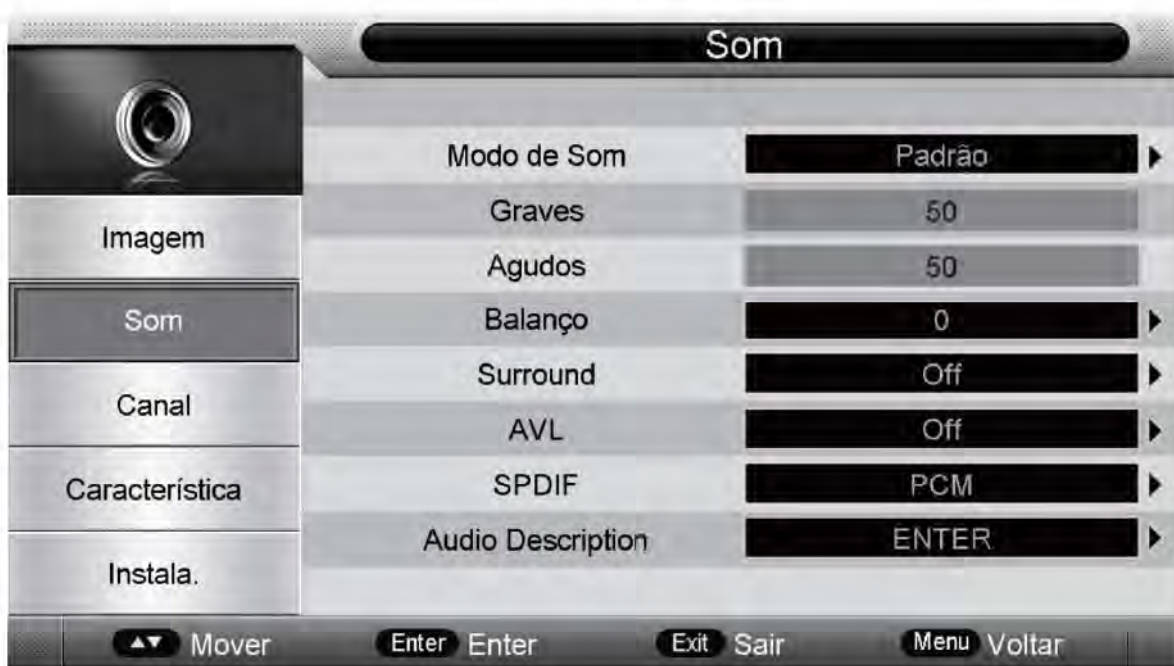 Som
Modo de Som Padrão
Graves 50
Agudos 50
Balanço 0
Surround Off
AVL Off
SPDIF PCM
Audio Description ENTER
Imagem
Som
Canal
Característica
Instala.
▲▼ Mover Enter Enter Exit Sair Menu Voltar